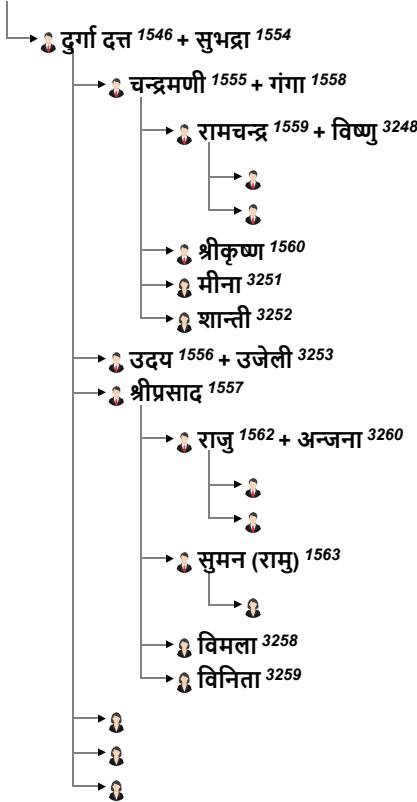 दुर्गा दत्त 1546 + सुभद्रा 1554
चन्द्रमणी 1555 + गंगा 1558
रामचन्द्र 1559 + विष्णु 3248
श्रीकृष्ण 1560
मीना 3251
शान्ती 3252
उदय 1556 + उजेली 3253
श्रीप्रसाद 1557
राजु 1562 + अन्जना 3260
सुमन (रामु) 1563
विमला 3258
विनिता 3259